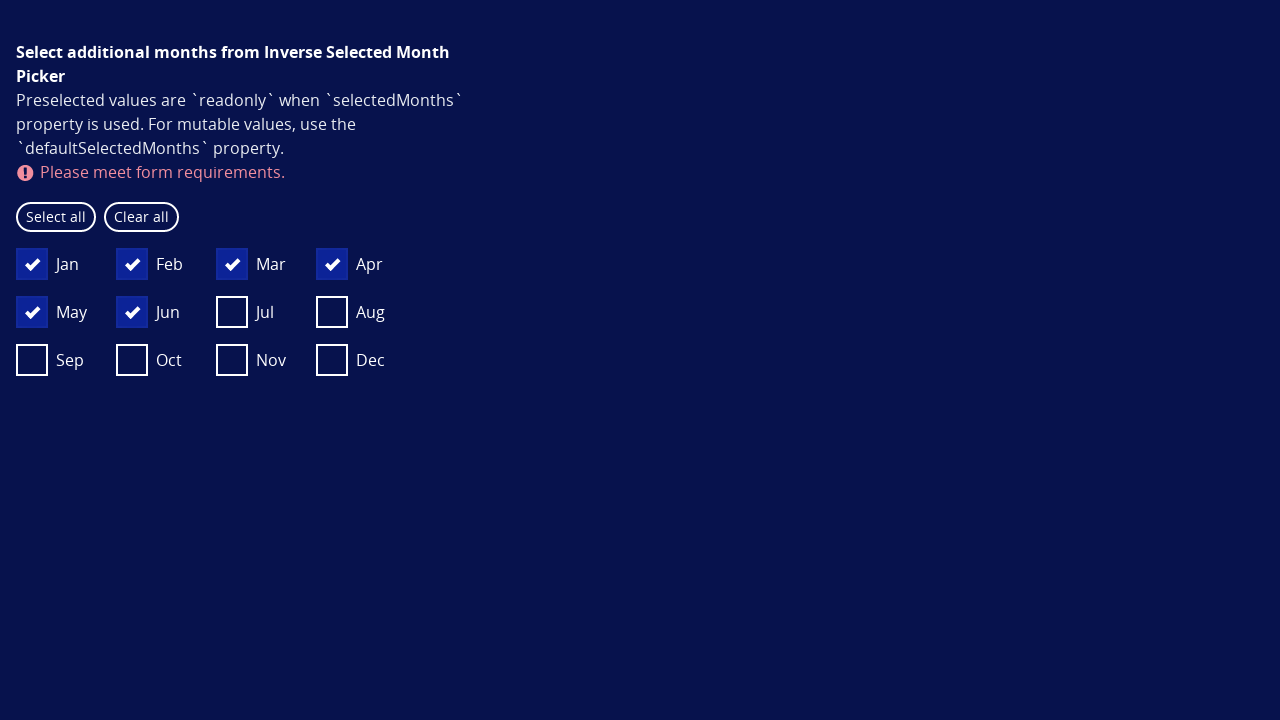 Select additional months from Inverse Selected Month
Picker
Preselected values are `readonly` when `selectedMonths`
property is used. For mutable values, use the
`defaultSelectedMonths` property.
Please meet form requirements.
Select all Clear all
Jan Feb Mar Apr
May Jun Jul Aug
Sep Oct Nov Dec